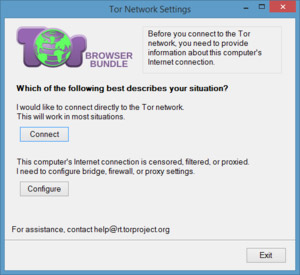 Tor Network Settings
Tor
BROWSER
BUNDLE
Before you connect to the Tor
network, you need to provide
information about this computer's
Internet connection.
Which of the following best describes your situation?
I would like to connect directly to the Tor network.
This will work in most situations.
Connect
This computer's Internet connection is censored, filtered, or proxied.
I need to configure bridge, firewall, or proxy settings.
Configure
For assistance, contact help@rt.torproject.org
Exit